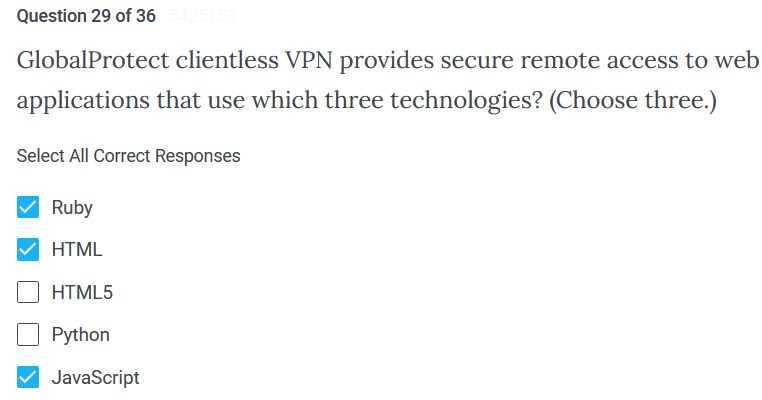 Question 29 of 36 5425153
GlobalProtect clientless VPN provides secure remote access to web
applications that use which three technologies? (Choose three.)
Select All Correct Responses
Ruby
HTML
HTML5
Python
JavaScript